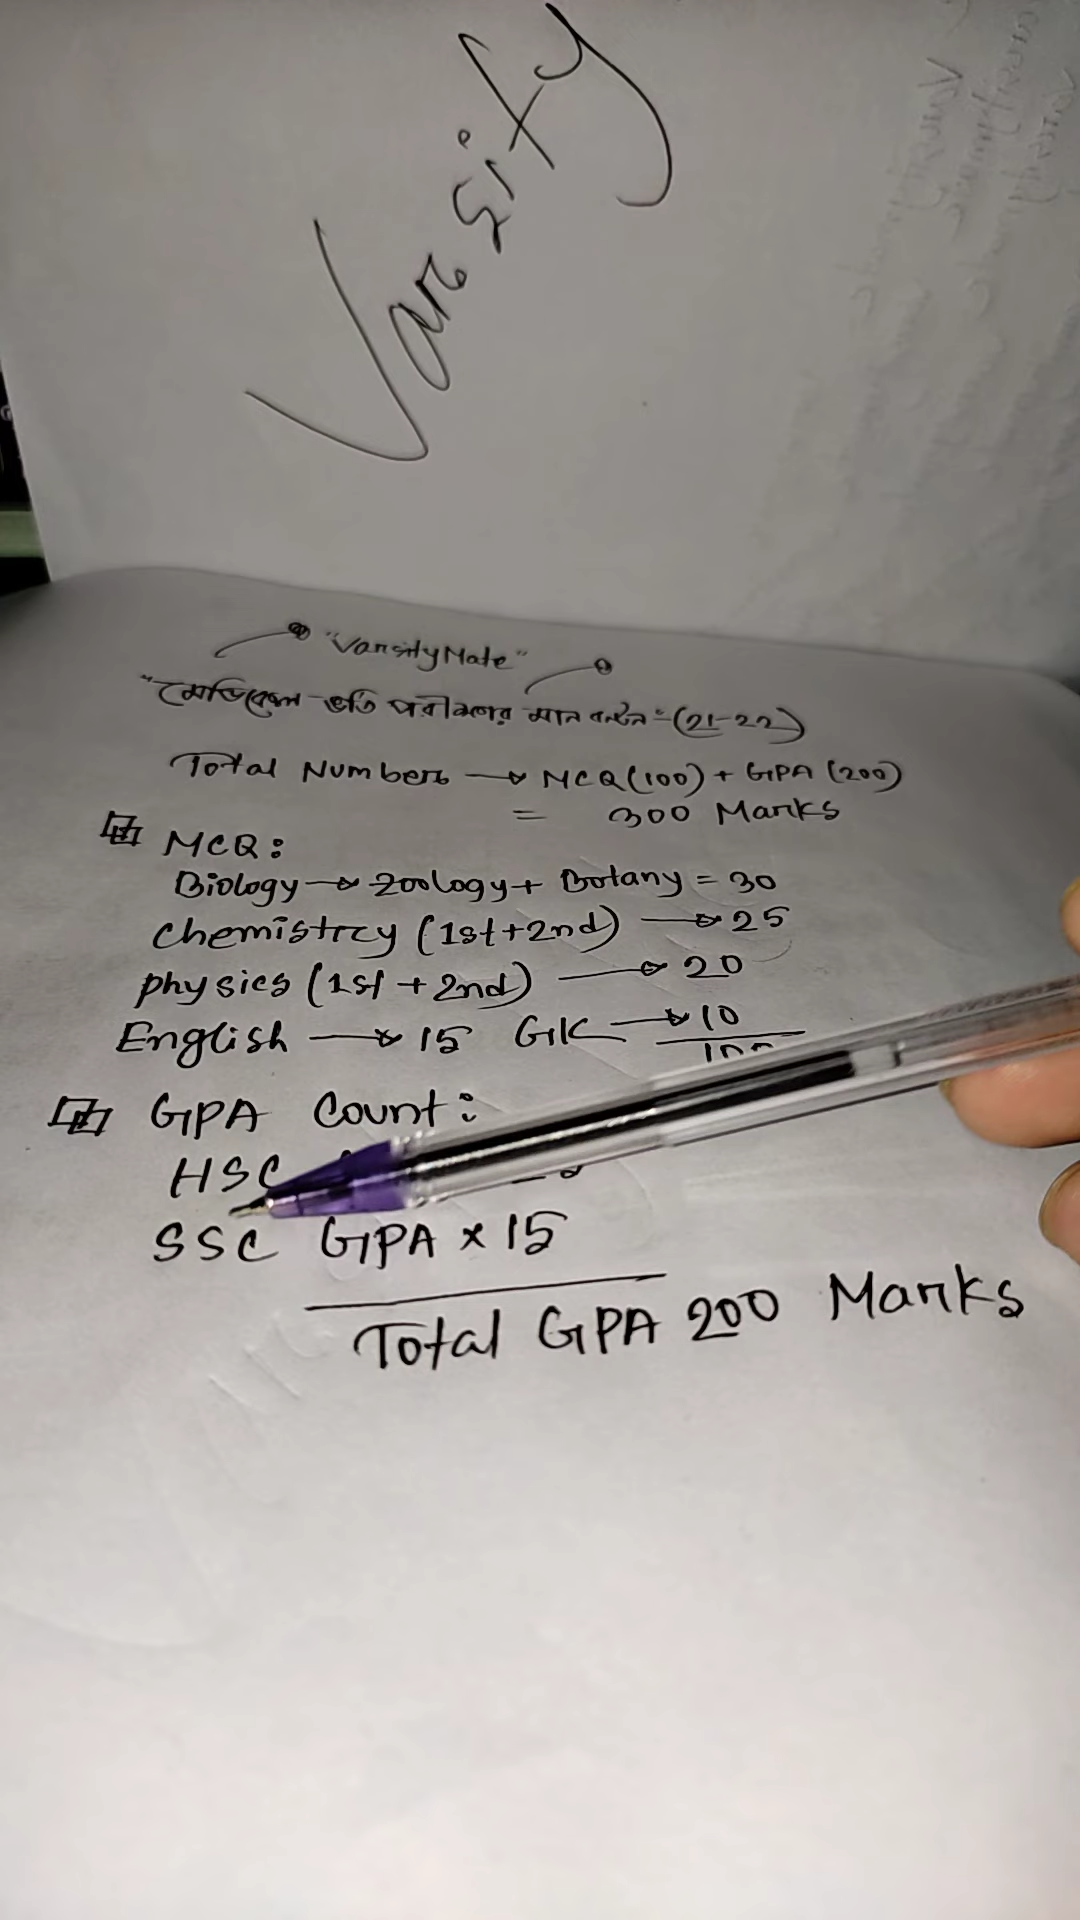 Varsity
"VarsityMate"
"মেডিকেল ভর্তি পরীক্ষার মান বন্টন"-(21-22)
Total Number → MCQ(100) + GPA (200)
= 300 Marks
MCQ:
Biology → Zoology + Botany = 30
Chemistry (1st+2nd) → 25
physics (1st + 2nd) → 20
English → 15 GK → 10
100
GPA Count:
HSC
SSC GPA × 15
Total GPA 200 Marks